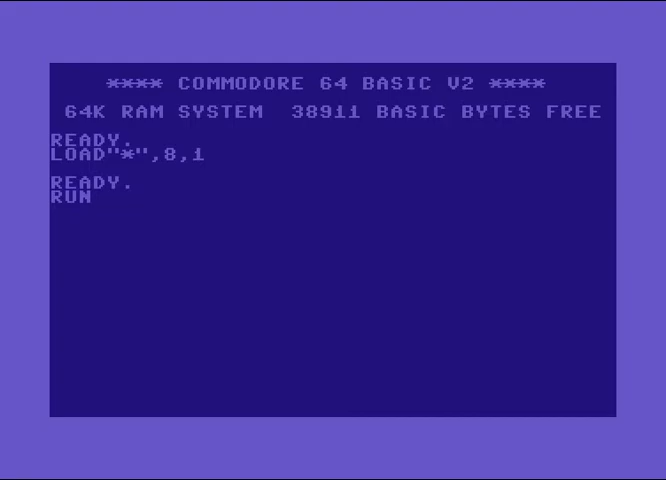 **** COMMODORE 64 BASIC V2 ****
64K RAM SYSTEM  38911 BASIC BYTES FREE
READY.
LOAD"*",8,1
READY.
RUN